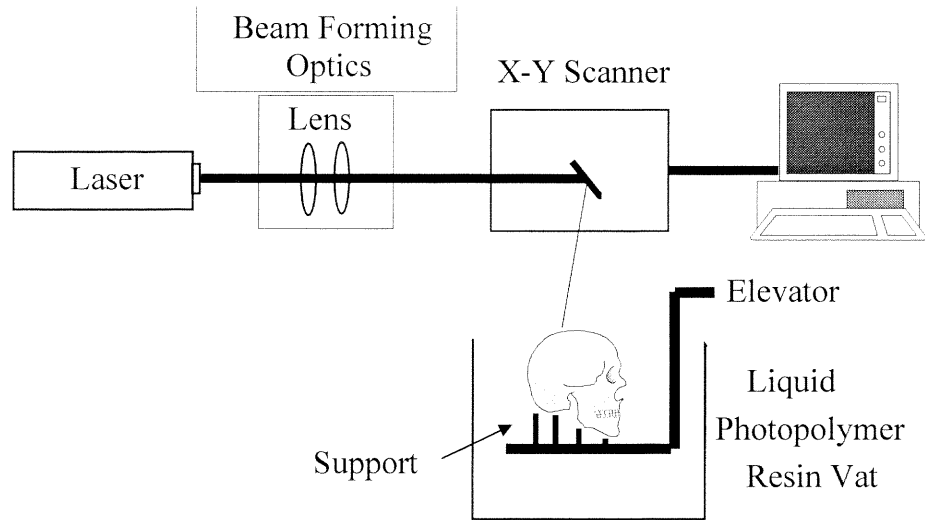 Beam Forming
Optics
X-Y Scanner
Lens
Laser
Elevator
Liquid
Photopolymer
Resin Vat
Support